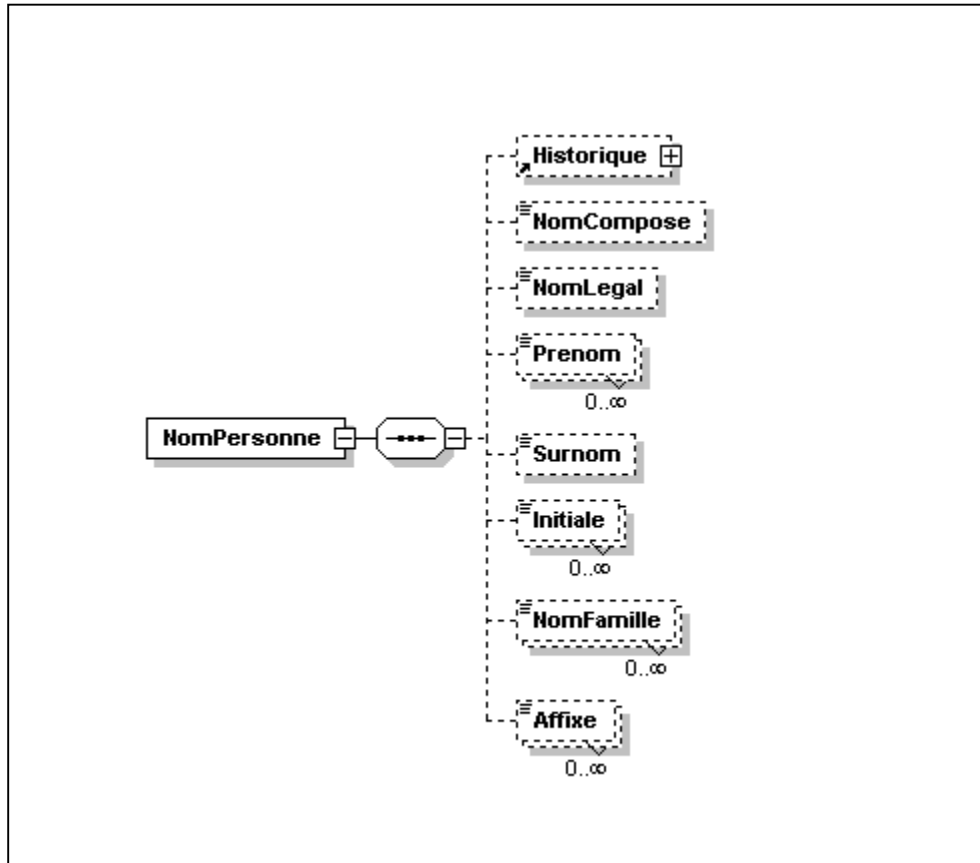 Historique
NomCompose
NomLegal
Prenom
0..∞
NomPersonne
Surnom
Initiale
0..∞
NomFamille
0..∞
Affixe
0..∞